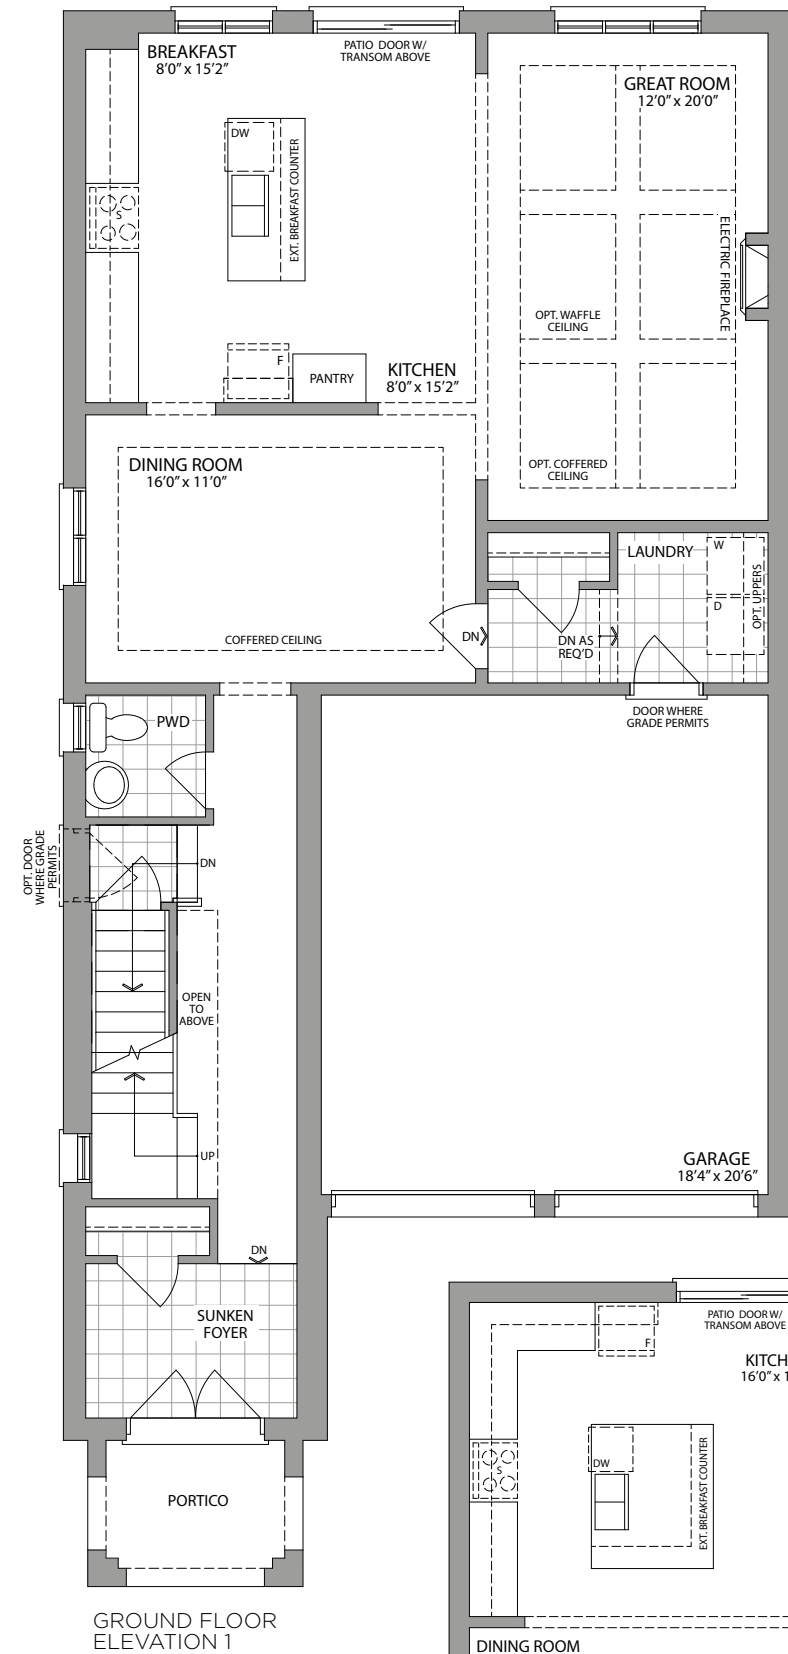 BREAKFAST
8'0" x 15'2"
PATIO DOOR W/
TRANSOM ABOVE
GREAT ROOM
12'0" x 20'0"
DW
S
EXT. BREAKFAST COUNTER
ELECTRIC FIREPLACE
OPT. WAFFLE
CEILING
F
PANTRY
KITCHEN
8'0" x 15'2"
DINING ROOM
16'0" x 11'0"
OPT. COFFERED
CEILING
COFFERED CEILING
LAUNDRY
W
D
OPT. UPPERS
DN
DN AS
REQ'D
DOOR WHERE
GRADE PERMITS
PWD
OPT. DOOR
WHERE GRADE
PERMITS
DN
OPEN
TO
ABOVE
UP
GARAGE
18'4" x 20'6"
DN
SUNKEN
FOYER
PORTICO
GROUND FLOOR
ELEVATION 1
PATIO DOOR W/
TRANSOM ABOVE
F
KITCH
16'0" x 1
DW
S
EXT. BREAKFAST COUNTER
DINING ROOM